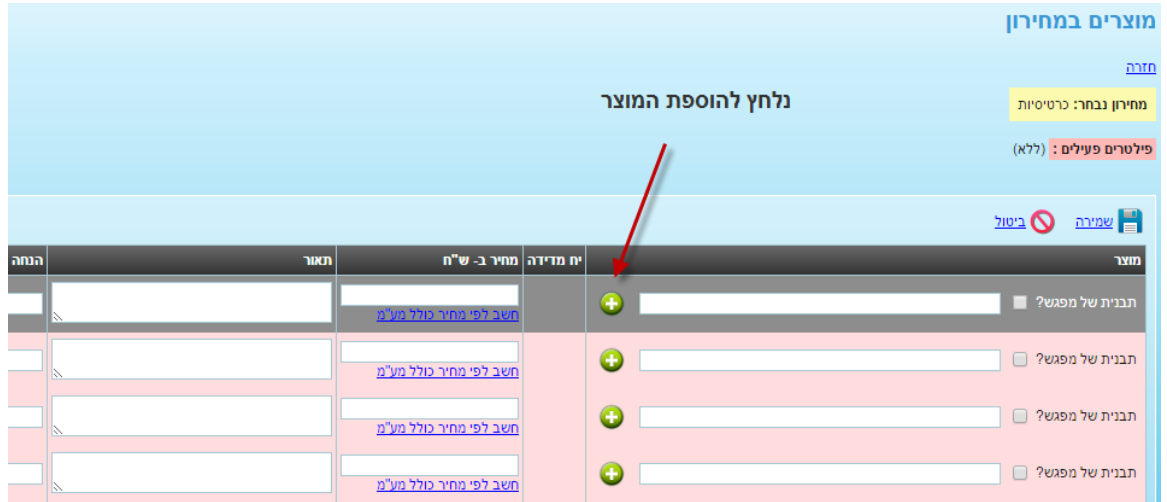 מוצרים במחירון
חזרה
נלחץ להוספת המוצר
מחירון נבחר: כרטיסיות
פילטרים פעילים : (ללא)
שמירה ביטול
מוצר יח מדידה מחיר ב- ש"ח תאור הנחה
תבנית של מפגש?
חשב לפי מחיר כולל מע"מ
תבנית של מפגש?
חשב לפי מחיר כולל מע"מ
תבנית של מפגש?
חשב לפי מחיר כולל מע"מ
תבנית של מפגש?
חשב לפי מחיר כולל מע"מ